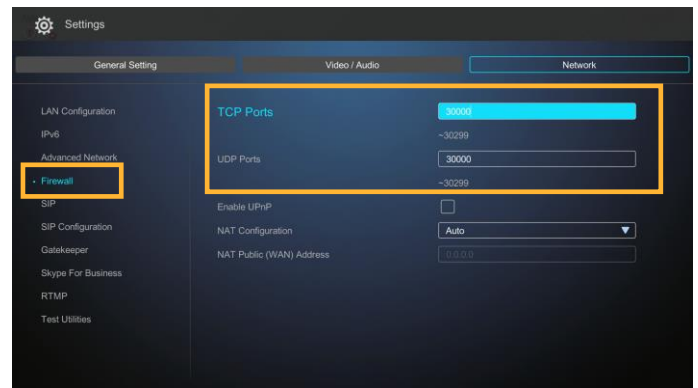 Settings
General Setting
Video / Audio
Network
LAN Configuration
IPv6
Advanced Network
Firewall
SIP
SIP Configuration
Gatekeeper
Skype For Business
RTMP
Test Utilities
TCP Ports 30000
~30299
UDP Ports 30000
~30299
Enable UPnP
NAT Configuration Auto
NAT Public (WAN) Address 0.0.0.0